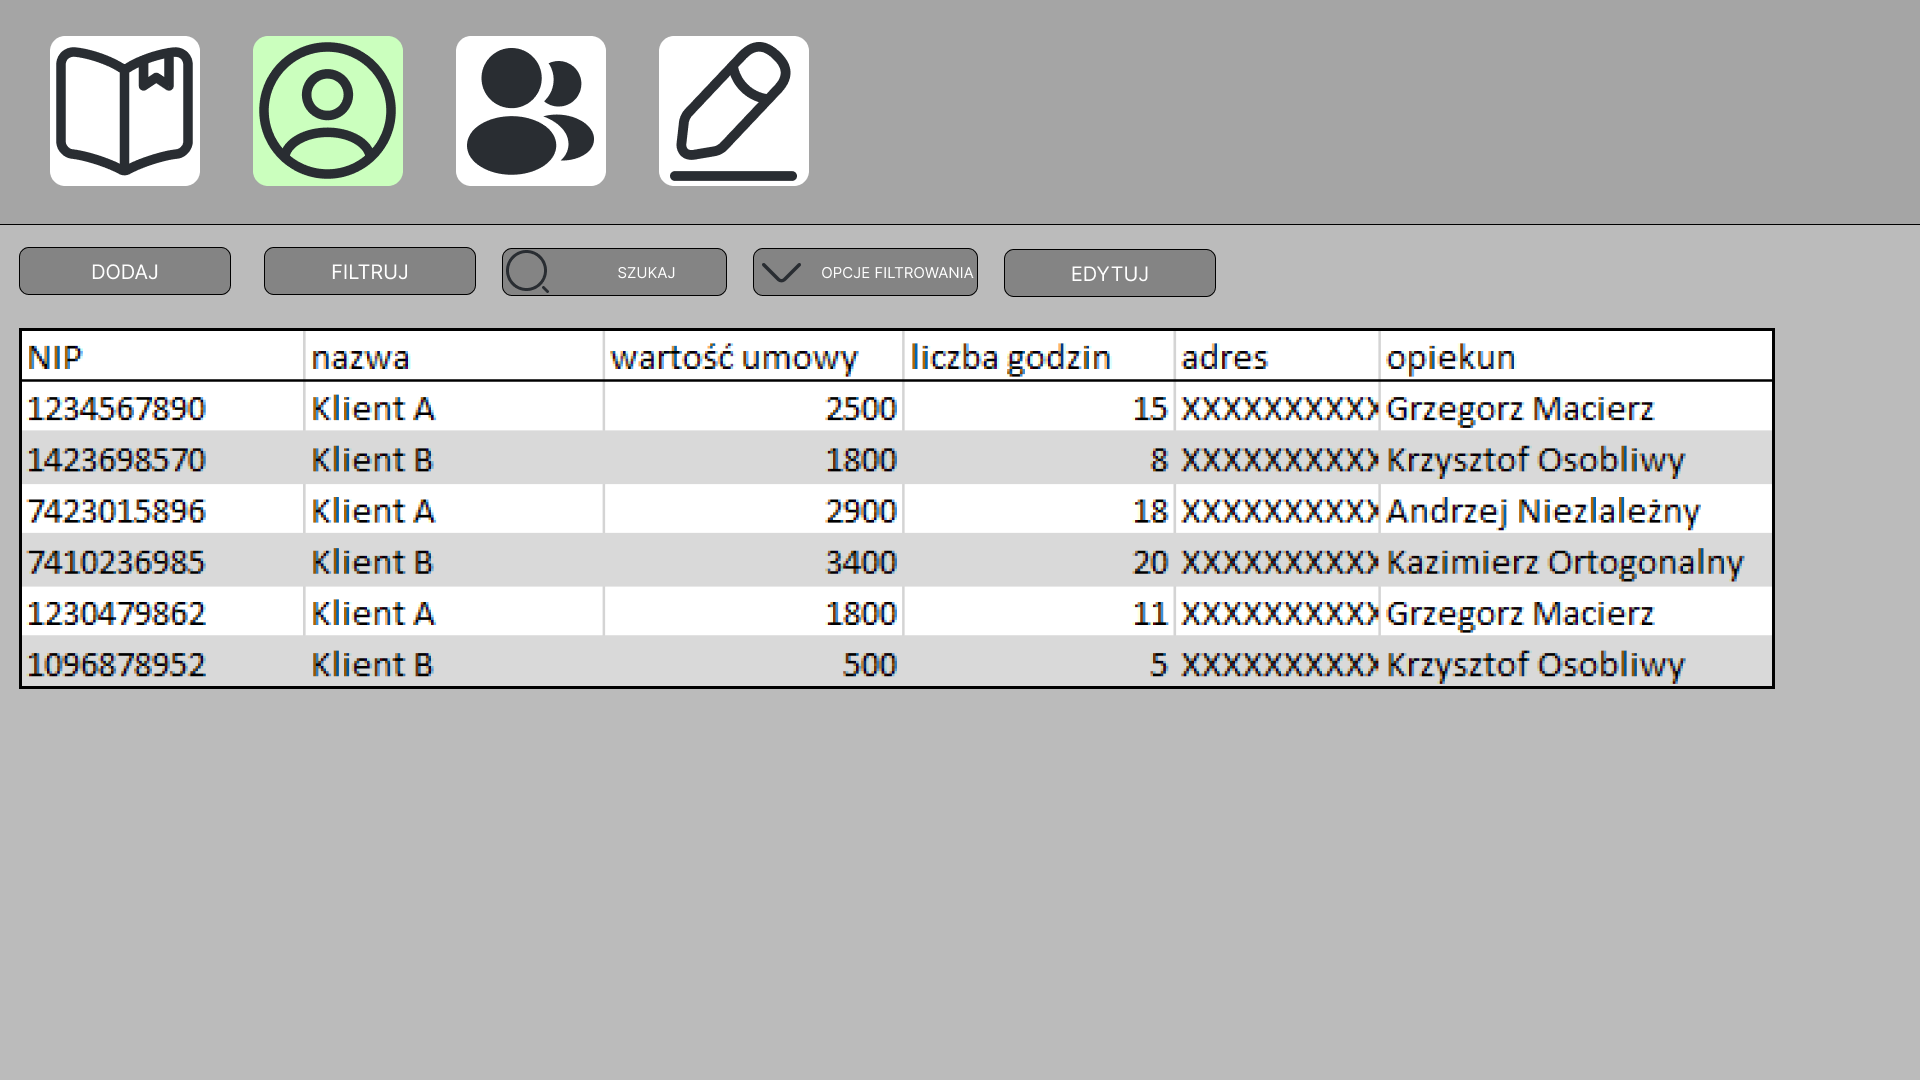 DODAJ FILTRUJ SZUKAJ OPCJE FILTROWANIA EDYTUJ
NIP nazwa wartość umowy liczba godzin adres opiekun
1234567890 Klient A 2500 15 XXXXXXXXXX Grzegorz Macierz
1423698570 Klient B 1800 8 XXXXXXXXXX Krzysztof Osobliwy
7423015896 Klient A 2900 18 XXXXXXXXXX Andrzej Niezlależny
7410236985 Klient B 3400 20 XXXXXXXXXX Kazimierz Ortogonalny
1230479862 Klient A 1800 11 XXXXXXXXXX Grzegorz Macierz
1096878952 Klient B 500 5 XXXXXXXXXX Krzysztof Osobliwy